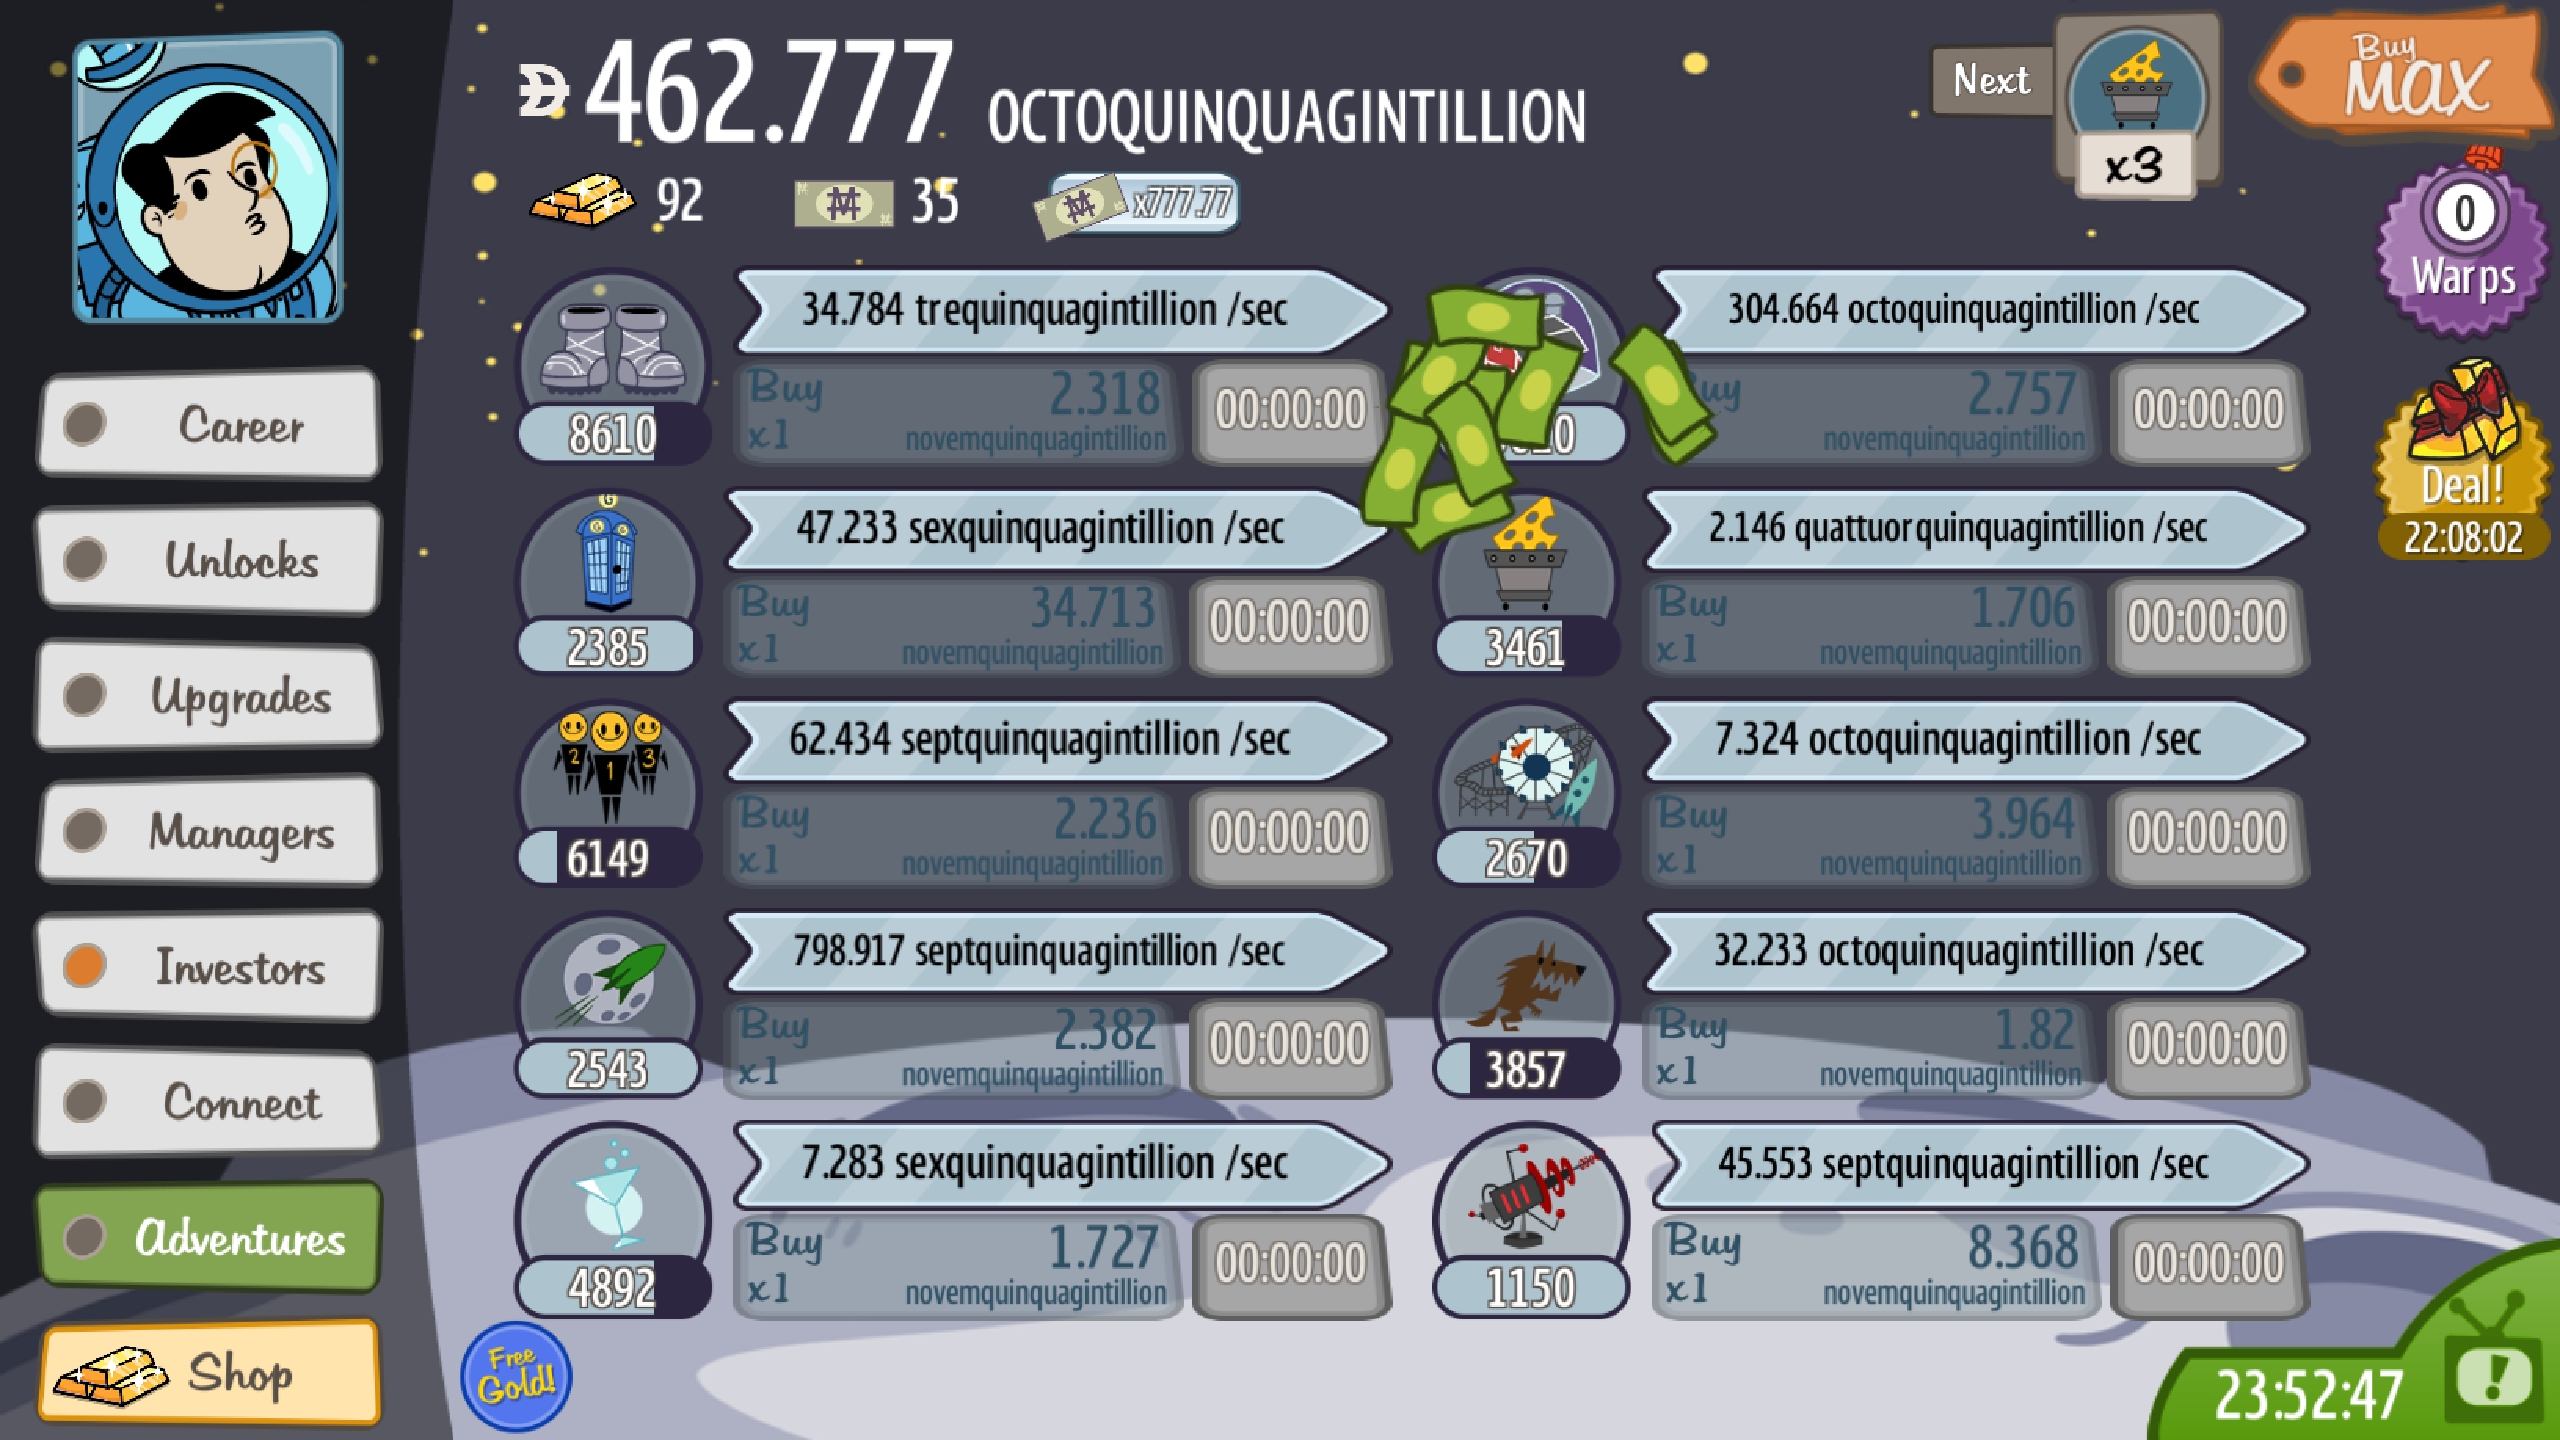 462.777 OCTOQUINQUAGINTILLION
Next
x3
Buy
MAX
92
35
x777.77
0
Warps
Deal!
22:08:02
Career
Unlocks
Upgrades
Managers
Investors
Connect
Adventures
Shop
34.784 trequinquagintillion /sec
8610
Buy
x1
2.318
novemquinquagintillion
00:00:00
304.664 octoquinquagintillion /sec
2.757
novemquinquagintillion
00:00:00
47.233 sexquinquagintillion /sec
2385
Buy
x1
34.713
novemquinquagintillion
00:00:00
2.146 quattuorquinquagintillion /sec
3461
Buy
x1
1.706
novemquinquagintillion
00:00:00
62.434 septquinquagintillion /sec
2
1
3
6149
Buy
x1
2.236
novemquinquagintillion
00:00:00
7.324 octoquinquagintillion /sec
2670
Buy
x1
3.964
novemquinquagintillion
00:00:00
798.917 septquinquagintillion /sec
2543
Buy
x1
2.382
novemquinquagintillion
00:00:00
32.233 octoquinquagintillion /sec
3857
Buy
x1
1.82
novemquinquagintillion
00:00:00
7.283 sexquinquagintillion /sec
4892
Buy
x1
1.727
novemquinquagintillion
00:00:00
45.553 septquinquagintillion /sec
1150
Buy
x1
8.368
novemquinquagintillion
00:00:00
Free
Gold!
23:52:47
!